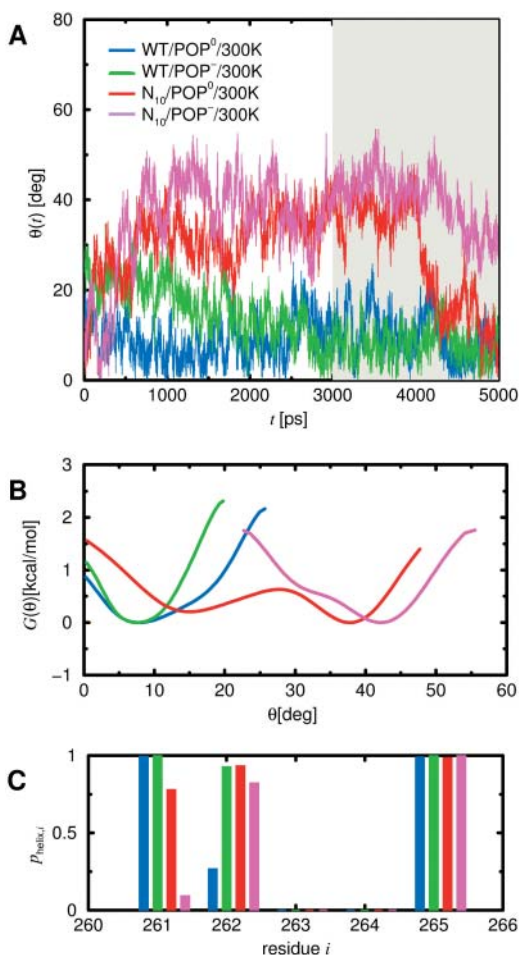 A
80
60
40
20
0
θ(t) [deg]
WT/POP⁰/300K
WT/POP⁻/300K
N₁₀/POP⁰/300K
N₁₀/POP⁻/300K
0 1000 2000 3000 4000 5000
t [ps]
B
3
2
1
0
−1
G(θ)[kcal/mol]
0 10 20 30 40 50 60
θ[deg]
C
1
0.5
0
p_helix,i
260 261 262 263 264 265 266
residue i